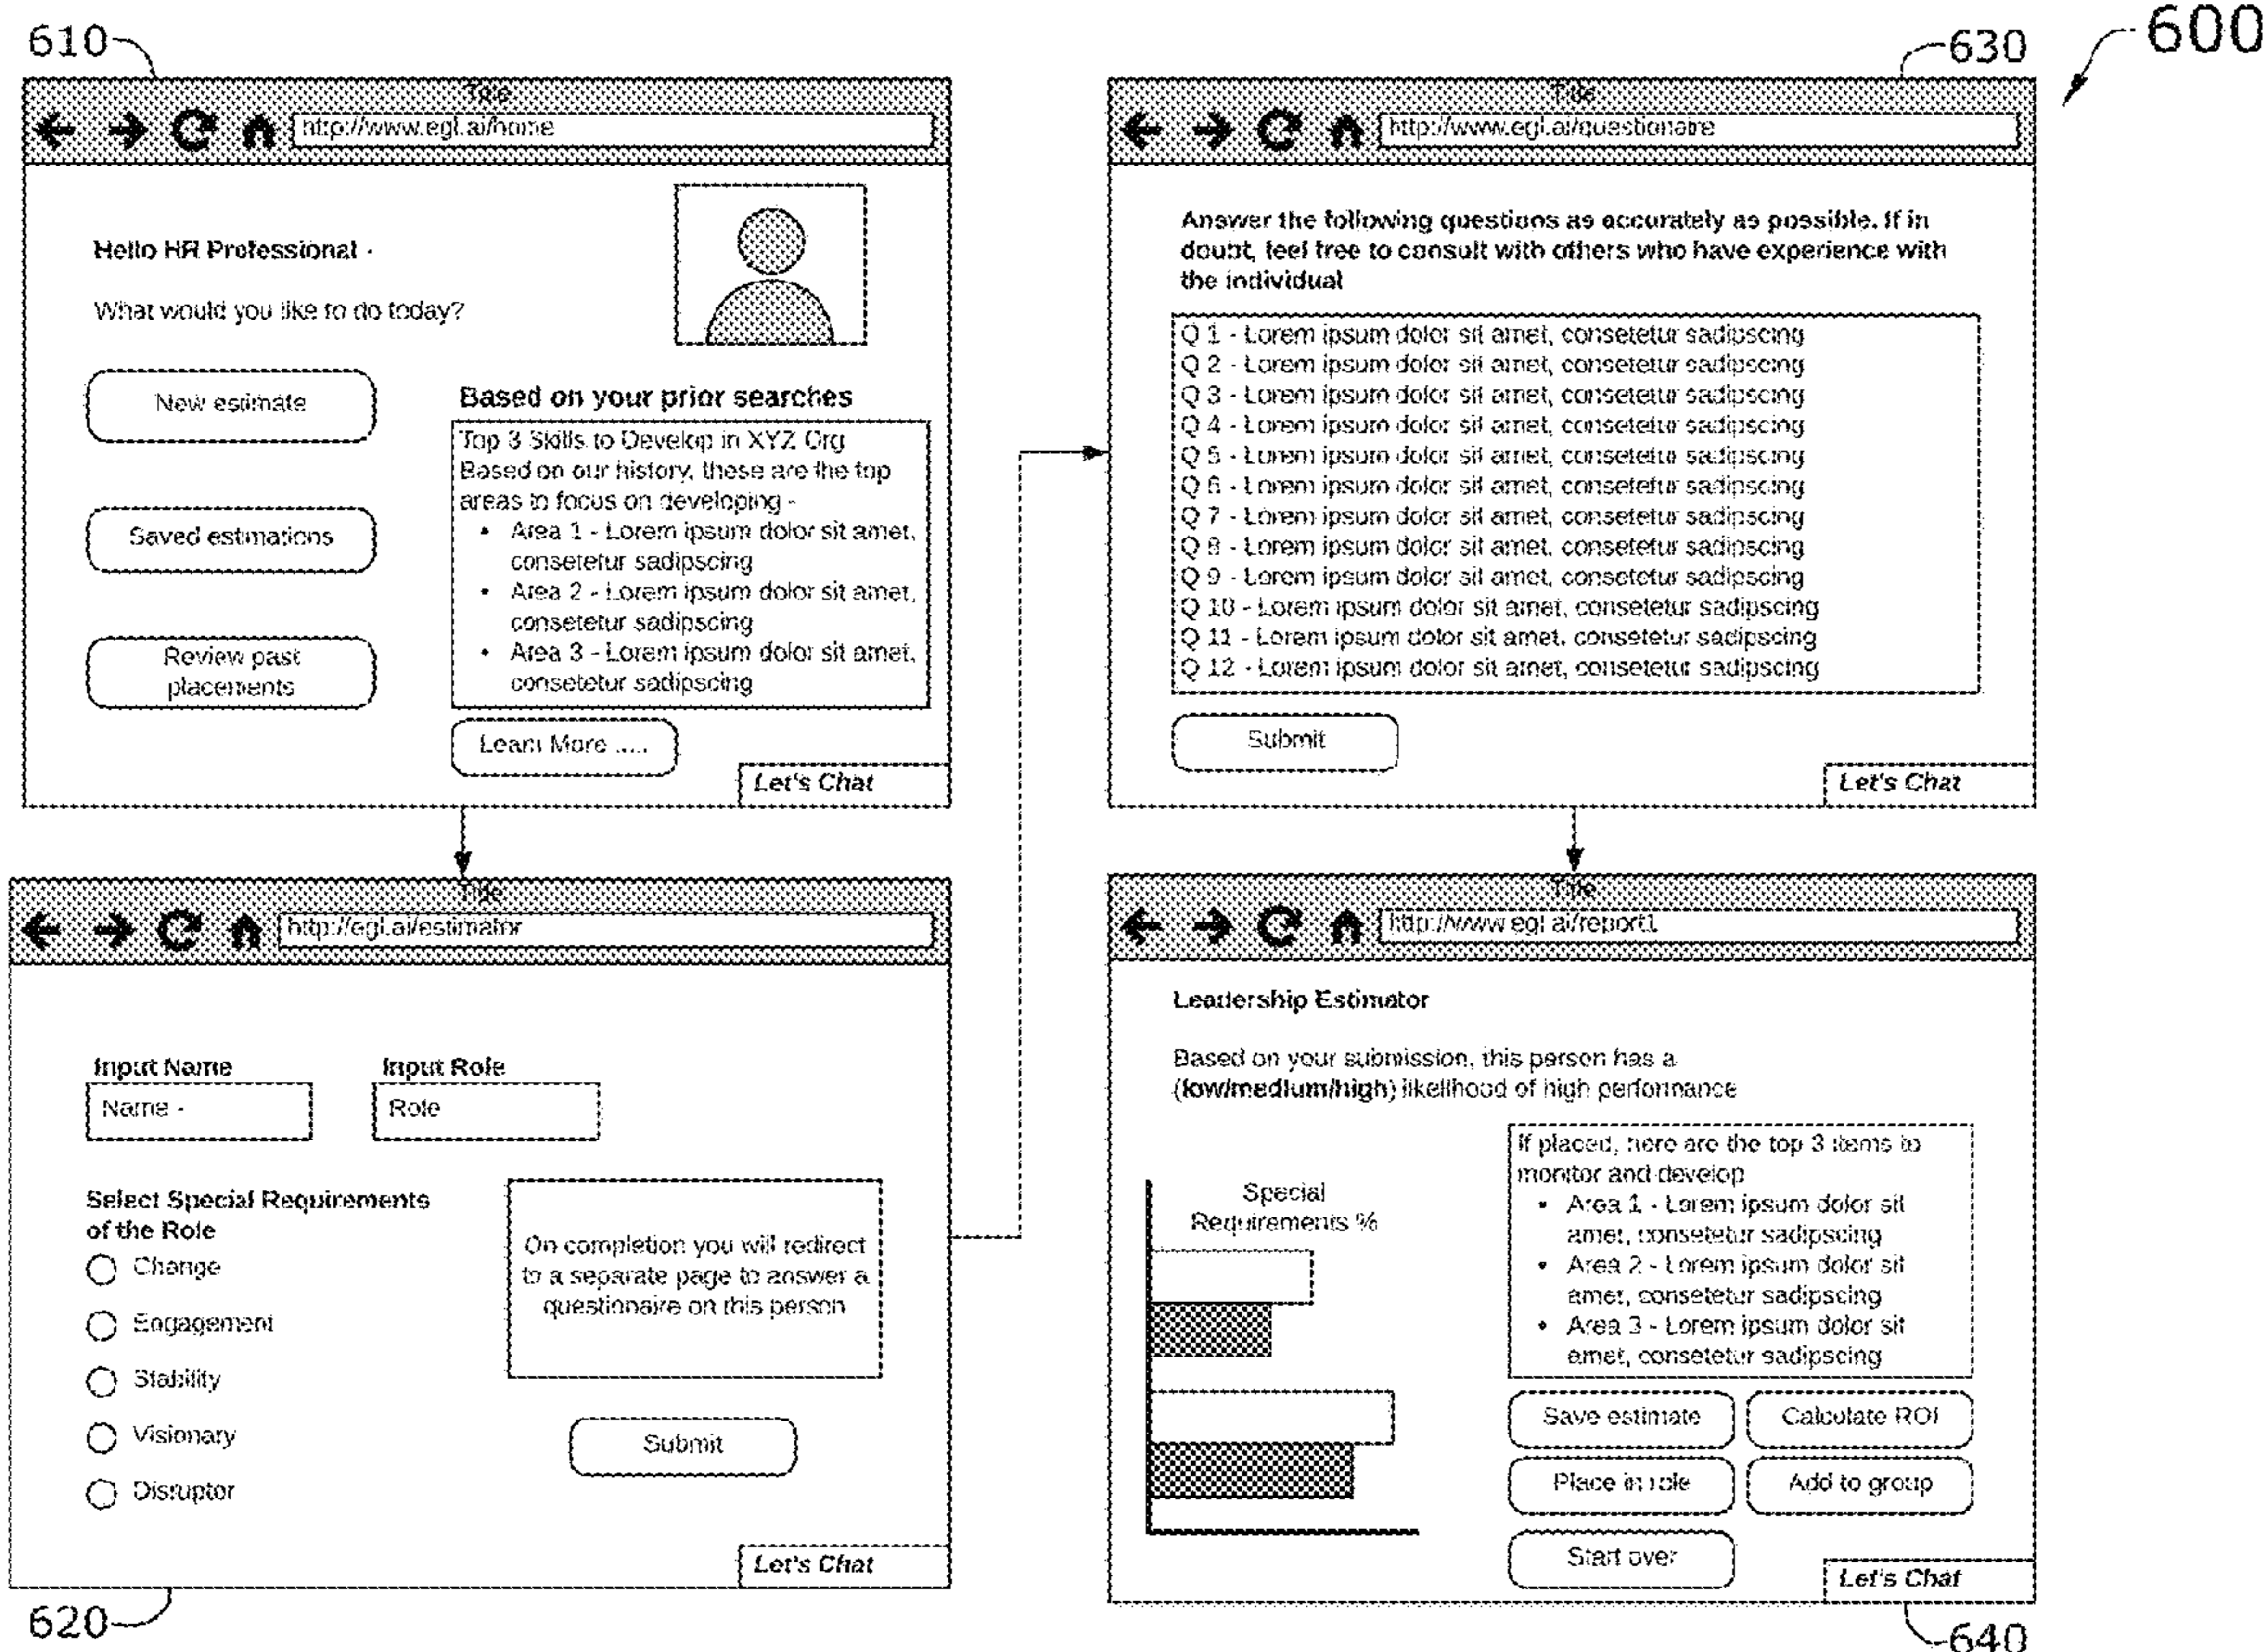 600
610
Title
http://www.egl.ai/home
Hello HR Professional -
What would you like to do today?
New estimate
Saved estimations
Review past
placements
Based on your prior searches
Top 3 Skills to Develop in XYZ Org
Based on our history, these are the top
areas to focus on developing -
• Area 1 - Lorem ipsum dolor sit amet,
consetetur sadipscing
• Area 2 - Lorem ipsum dolor sit amet,
consetetur sadipscing
• Area 3 - Lorem ipsum dolor sit amet,
consetetur sadipscing
Learn More .....
Let's Chat
Title
http://egl.ai/estimator
Input Name
Name -
Input Role
Role
Select Special Requirements
of the Role
Change
Engagement
Stability
Visionary
Disruptor
On completion you will redirect
to a separate page to answer a
questionaire on this person
Submit
Let's Chat
620
630
Title
http://www.egl.ai/questionaire
Answer the following questions as accurately as possible. If in
doubt, feel free to consult with others who have experience with
the individual
Q 1 - Lorem ipsum dolor sit amet, consetetur sadipscing
Q 2 - Lorem ipsum dolor sit amet, consetetur sadipscing
Q 3 - Lorem ipsum dolor sit amet, consetetur sadipscing
Q 4 - Lorem ipsum dolor sit amet, consetetur sadipscing
Q 5 - Lorem ipsum dolor sit amet, consetetur sadipscing
Q 6 - Lorem ipsum dolor sit amet, consetetur sadipscing
Q 7 - Lorem ipsum dolor sit amet, consetetur sadipscing
Q 8 - Lorem ipsum dolor sit amet, consetetur sadipscing
Q 9 - Lorem ipsum dolor sit amet, consetetur sadipscing
Q 10 - Lorem ipsum dolor sit amet, consetetur sadipscing
Q 11 - Lorem ipsum dolor sit amet, consetetur sadipscing
Q 12 - Lorem ipsum dolor sit amet, consetetur sadipscing
Submit
Let's Chat
Title
http://www.egl.ai/report1
Leadership Estimator
Based on your submission, this person has a
(low/medium/high) likelihood of high performance
Special
Requirements %
If placed, here are the top 3 items to
monitor and develop
• Area 1 - Lorem ipsum dolor sit
amet, consetetur sadipscing
• Area 2 - Lorem ipsum dolor sit
amet, consetetur sadipscing
• Area 3 - Lorem ipsum dolor sit
amet, consetetur sadipscing
Save estimate
Calculate ROI
Place in role
Add to group
Start over
Let's Chat
640